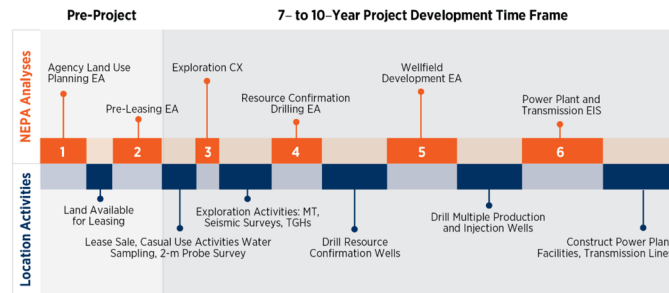 Pre-Project
7– to 10–Year Project Development Time Frame
NEPA Analyses
Agency Land Use
Planning EA
Pre-Leasing EA
Exploration CX
Resource Confirmation
Drilling EA
Wellfield
Development EA
Power Plant and
Transmission EIS
1
2
3
4
5
6
Location Activities
Land Available
for Leasing
Lease Sale, Casual Use Activities Water
Sampling, 2-m Probe Survey
Exploration Activities: MT,
Seismic Surveys, TGHs
Drill Resource
Confirmation Wells
Drill Multiple Production
and Injection Wells
Construct Power Plan
Facilities, Transmission Line